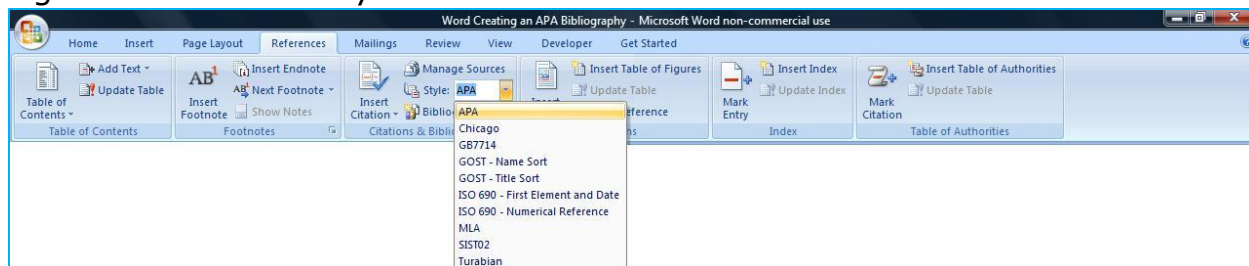 Word Creating an APA Bibliography - Microsoft Word non-commercial use
Home Insert Page Layout References Mailings Review View Developer Get Started
Table of Contents
Add Text
Update Table
Table of Contents
AB1
Insert Footnote
Insert Endnote
AB1 Next Footnote
Show Notes
Footnotes
Insert Citation
Manage Sources
Style: APA
Biblio
Citations & Bibli
APA
Chicago
GB7714
GOST - Name Sort
GOST - Title Sort
ISO 690 - First Element and Date
ISO 690 - Numerical Reference
MLA
SIST02
Turabian
Insert Table of Figures
Update Table
eference
ns
Mark Entry
Insert Index
Update Index
Index
Mark Citation
Insert Table of Authorities
Update Table
Table of Authorities